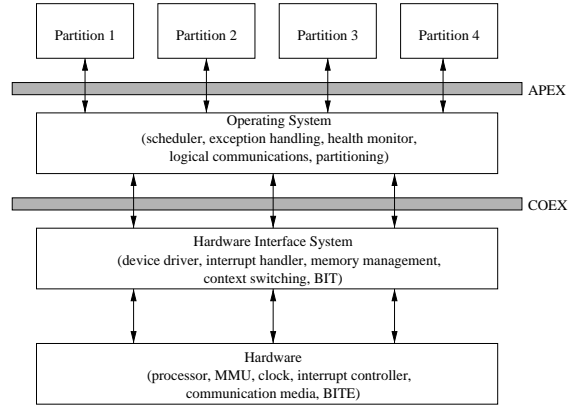 Partition 1
Partition 2
Partition 3
Partition 4
APEX
Operating System
(scheduler, exception handling, health monitor,
logical communications, partitioning)
COEX
Hardware Interface System
(device driver, interrupt handler, memory management,
context switching, BIT)
Hardware
(processor, MMU, clock, interrupt controller,
communication media, BITE)